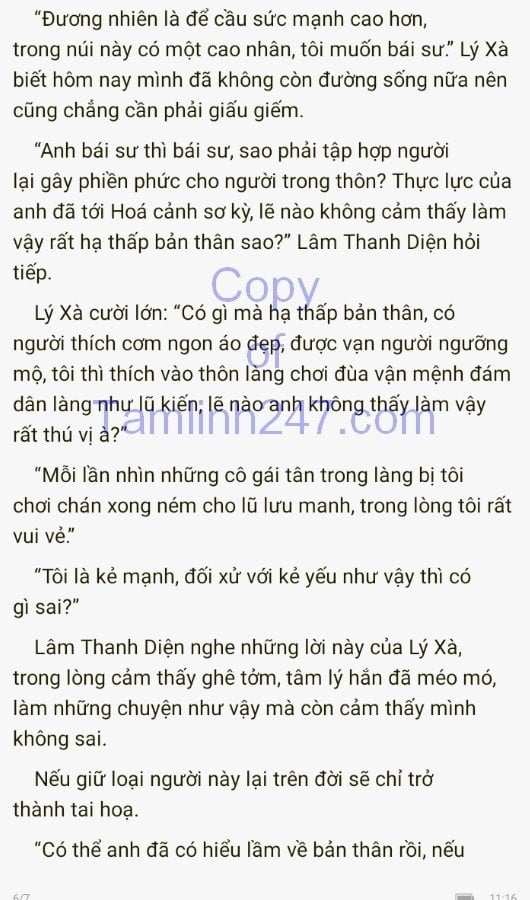 “Đương nhiên là để cầu sức mạnh cao hơn,
trong núi này có một cao nhân, tôi muốn bái sư.” Lý Xà
biết hôm nay mình đã không còn đường sống nữa nên
cũng chẳng cần phải giấu giếm.
“Anh bái sư thì bái sư, sao phải tập hợp người
lại gây phiền phức cho người trong thôn? Thực lực của
anh đã tới Hoá cảnh sơ kỳ, lẽ nào không cảm thấy làm
vậy rất hạ thấp bản thân sao?” Lâm Thanh Diện hỏi
tiếp.
Copy
Lý Xà cười lớn: “Có gì mà hạ thấp bản thân, có
người thích cơm ngon áo đẹp, được vạn người ngưỡng
of
mộ, tôi thì thích vào thôn làng chơi đùa vận mệnh đám
dân làng như lũ kiến, lẽ nào anh không thấy làm vậy
Tamlinh247.com
rất thú vị à?”
“Mỗi lần nhìn những cô gái tân trong làng bị tôi
chơi chán xong ném cho lũ lưu manh, trong lòng tôi rất
vui vẻ.”
“Tôi là kẻ mạnh, đối xử với kẻ yếu như vậy thì có
gì sai?”
Lâm Thanh Diện nghe những lời này của Lý Xà,
trong lòng cảm thấy ghê tởm, tâm lý hắn đã méo mó,
làm những chuyện như vậy mà còn cảm thấy mình
không sai.
Nếu giữ loại người này lại trên đời sẽ chỉ trở
thành tai hoạ.
“Có thể anh đã có hiểu lầm về bản thân rồi, nếu
6/7
11:16